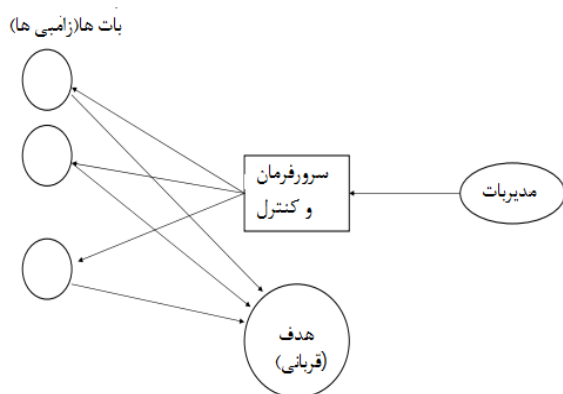 بات ها(زامبی ها)
سرورفرمان
و کنترل
مدیربات
هدف
(قربانی)